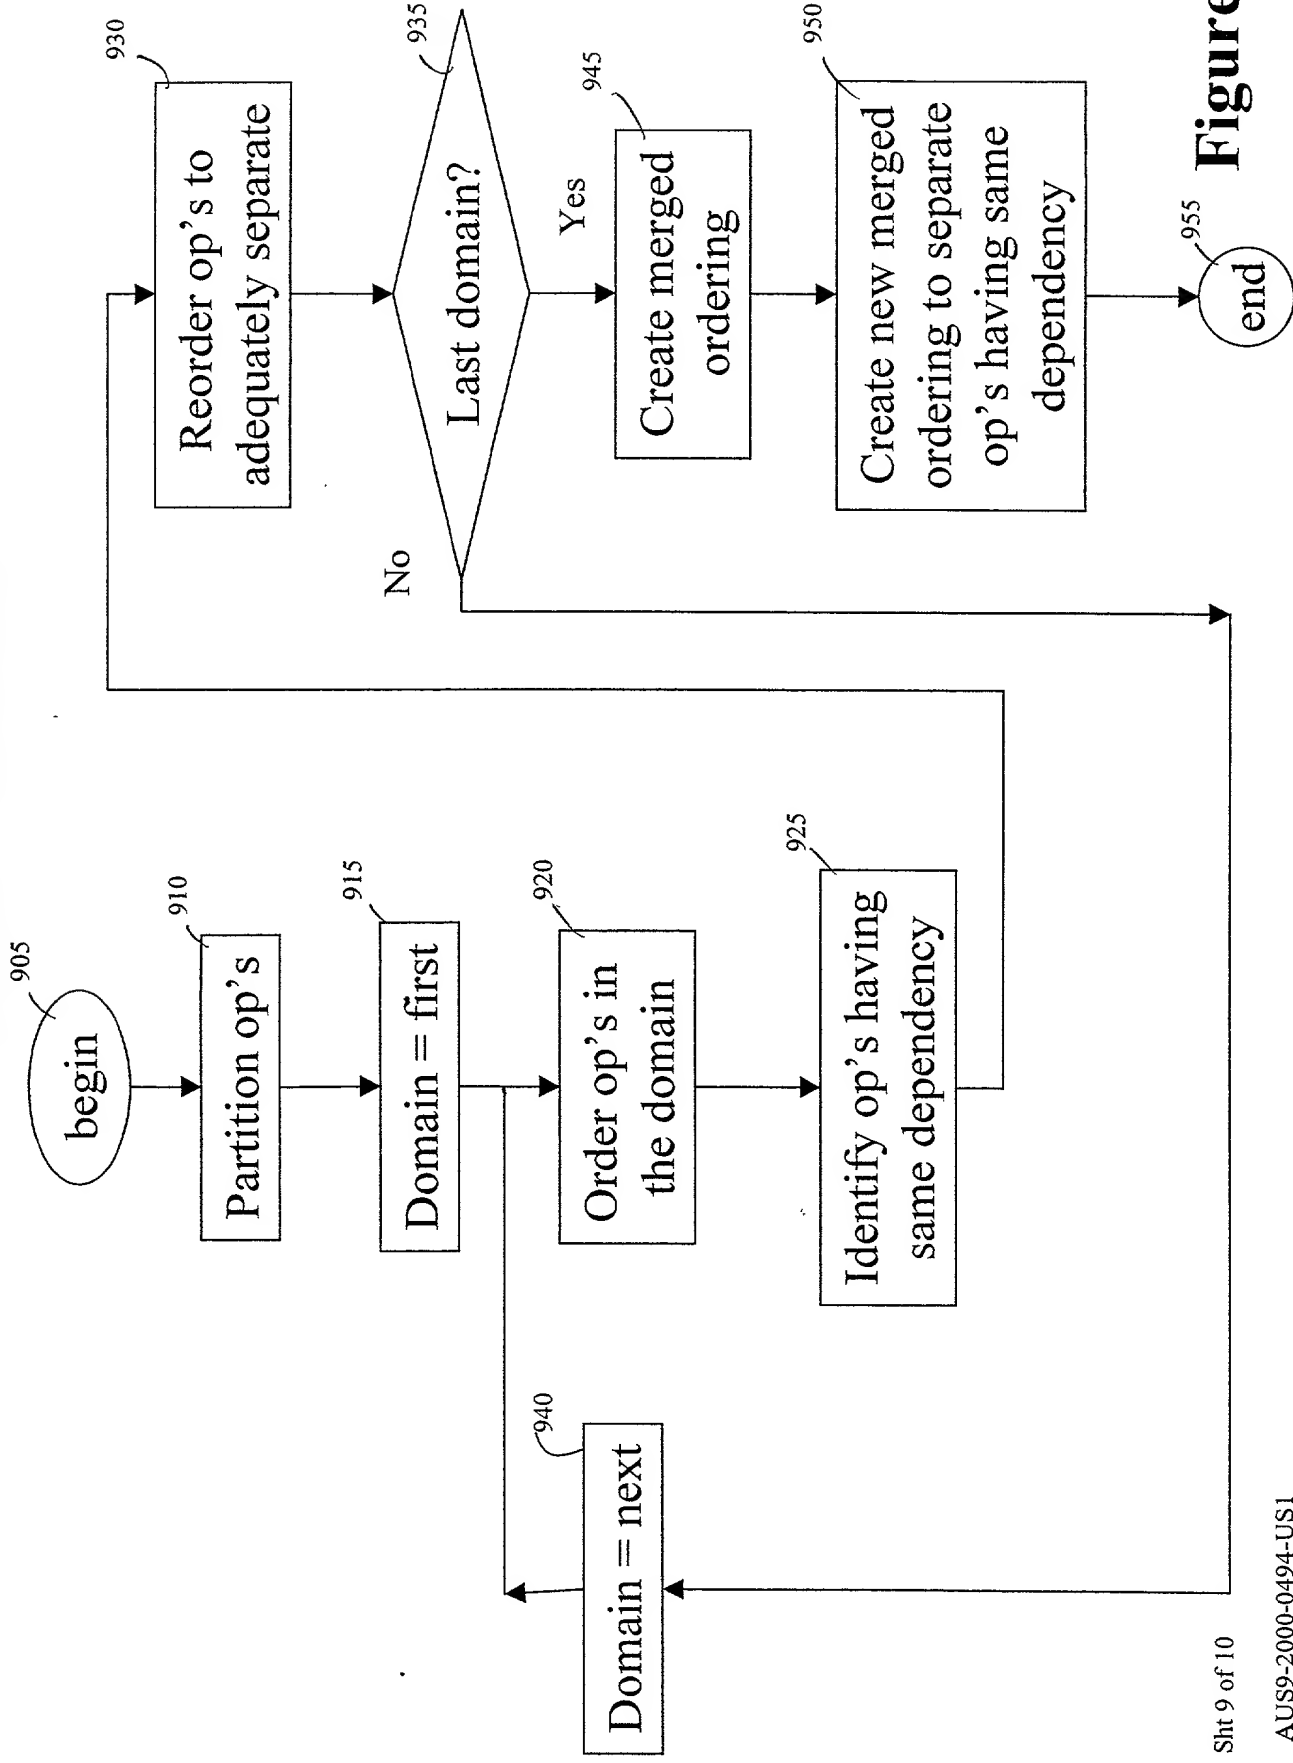 905
begin
910
Partition op's
915
Domain = first
920
Order op's in
the domain
925
Identify op's having
same dependency
940
Domain = next
930
Reorder op's to
adequately separate
935
Last domain?
No
Yes
945
Create merged
ordering
950
Create new merged
ordering to separate
op's having same
dependency
955
end
Figure
Sht 9 of 10
AUS9-2000-0494-US1